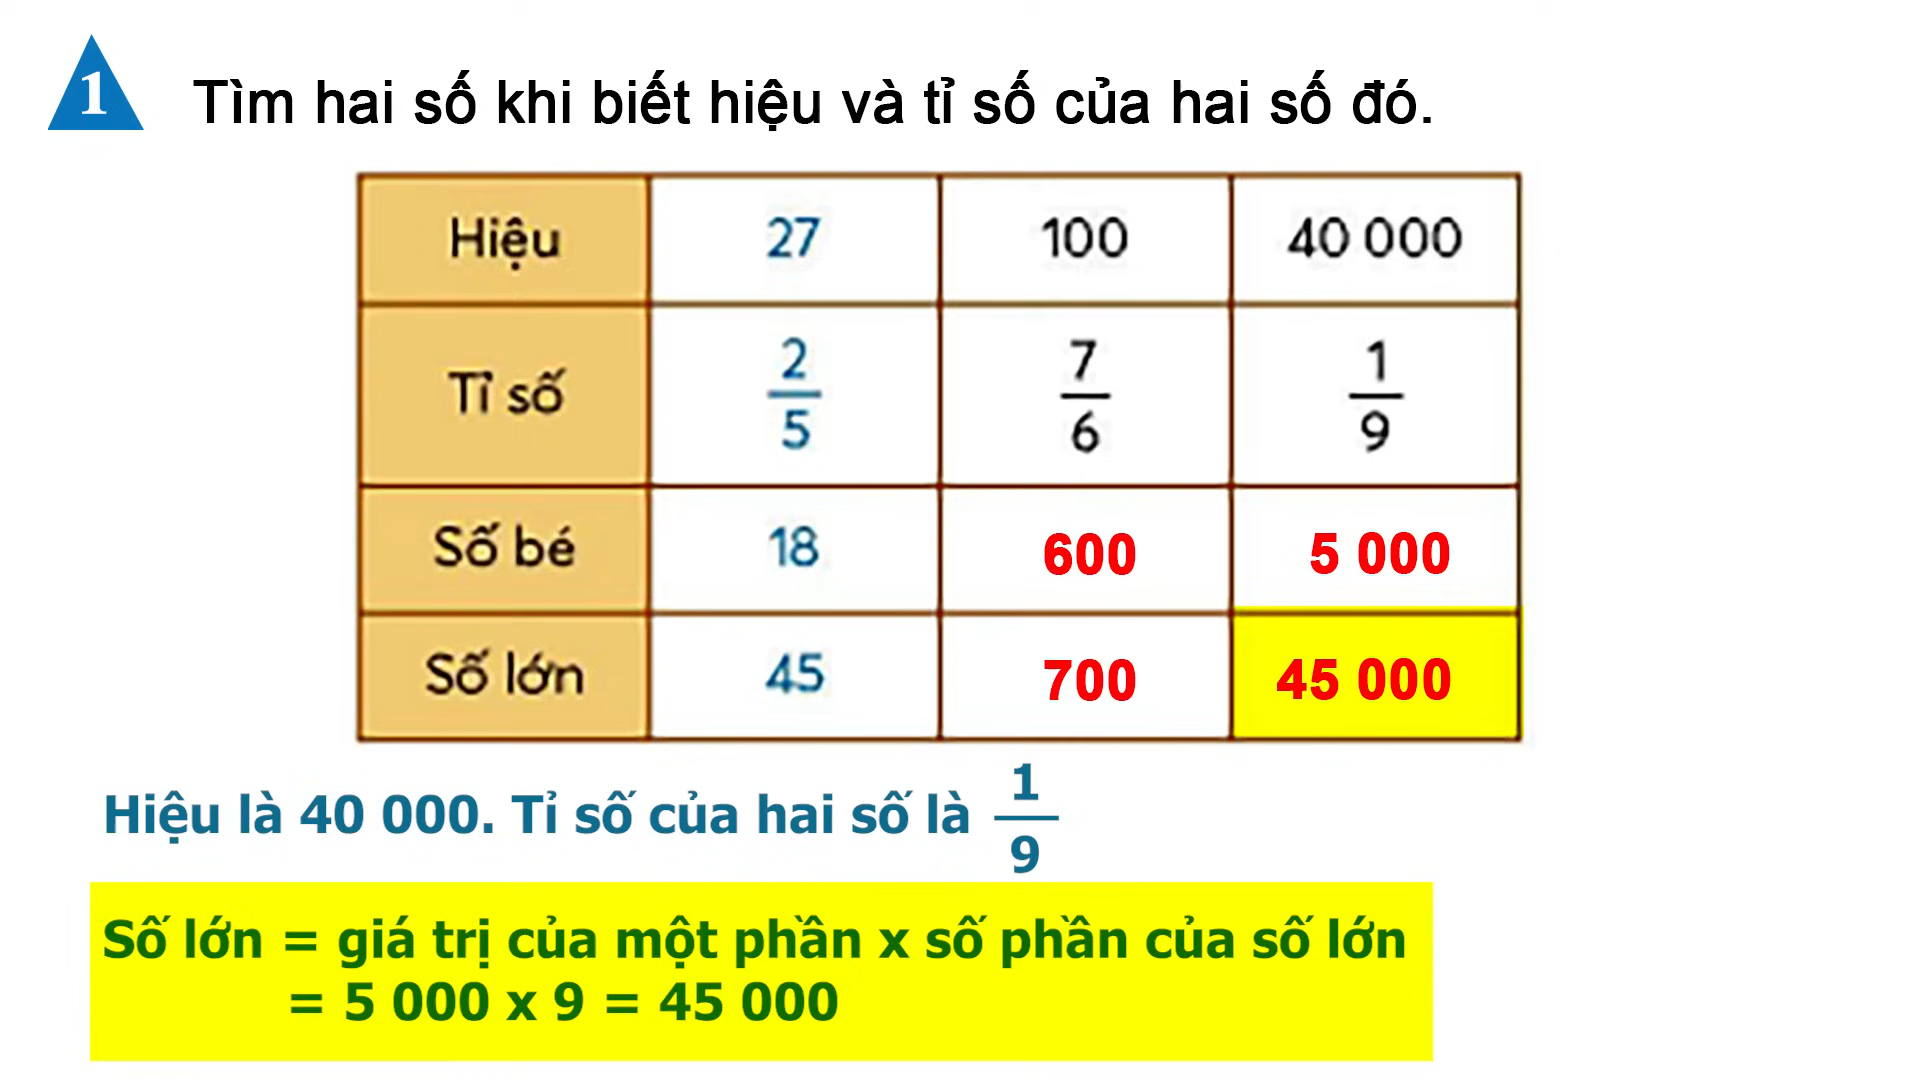 1 Tìm hai số khi biết hiệu và tỉ số của hai số đó.
Hiệu 27 100 40 000
Tỉ số 2/5 7/6 1/9
Số bé 18 600 5 000
Số lớn 45 700 45 000
Hiệu là 40 000. Tỉ số của hai số là 1/9
Số lớn = giá trị của một phần x số phần của số lớn
= 5 000 x 9 = 45 000